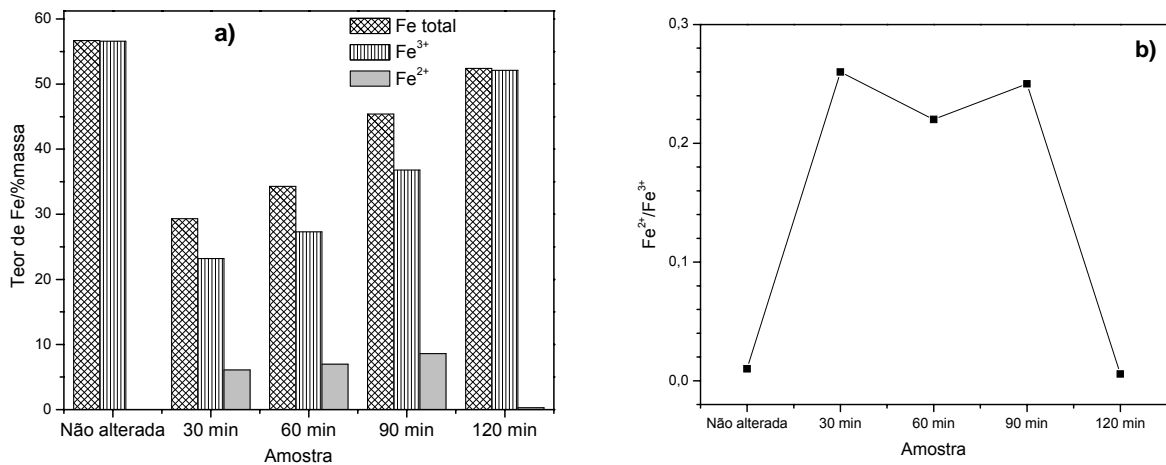 a)
Fe total
Fe³⁺
Fe²⁺
Teor de Fe/%massa
60
50
40
30
20
10
0
Não alterada 30 min 60 min 90 min 120 min
Amostra
b)
Fe²⁺/Fe³⁺
0,3
0,2
0,1
0,0
Não alterada 30 min 60 min 90 min 120 min
Amostra